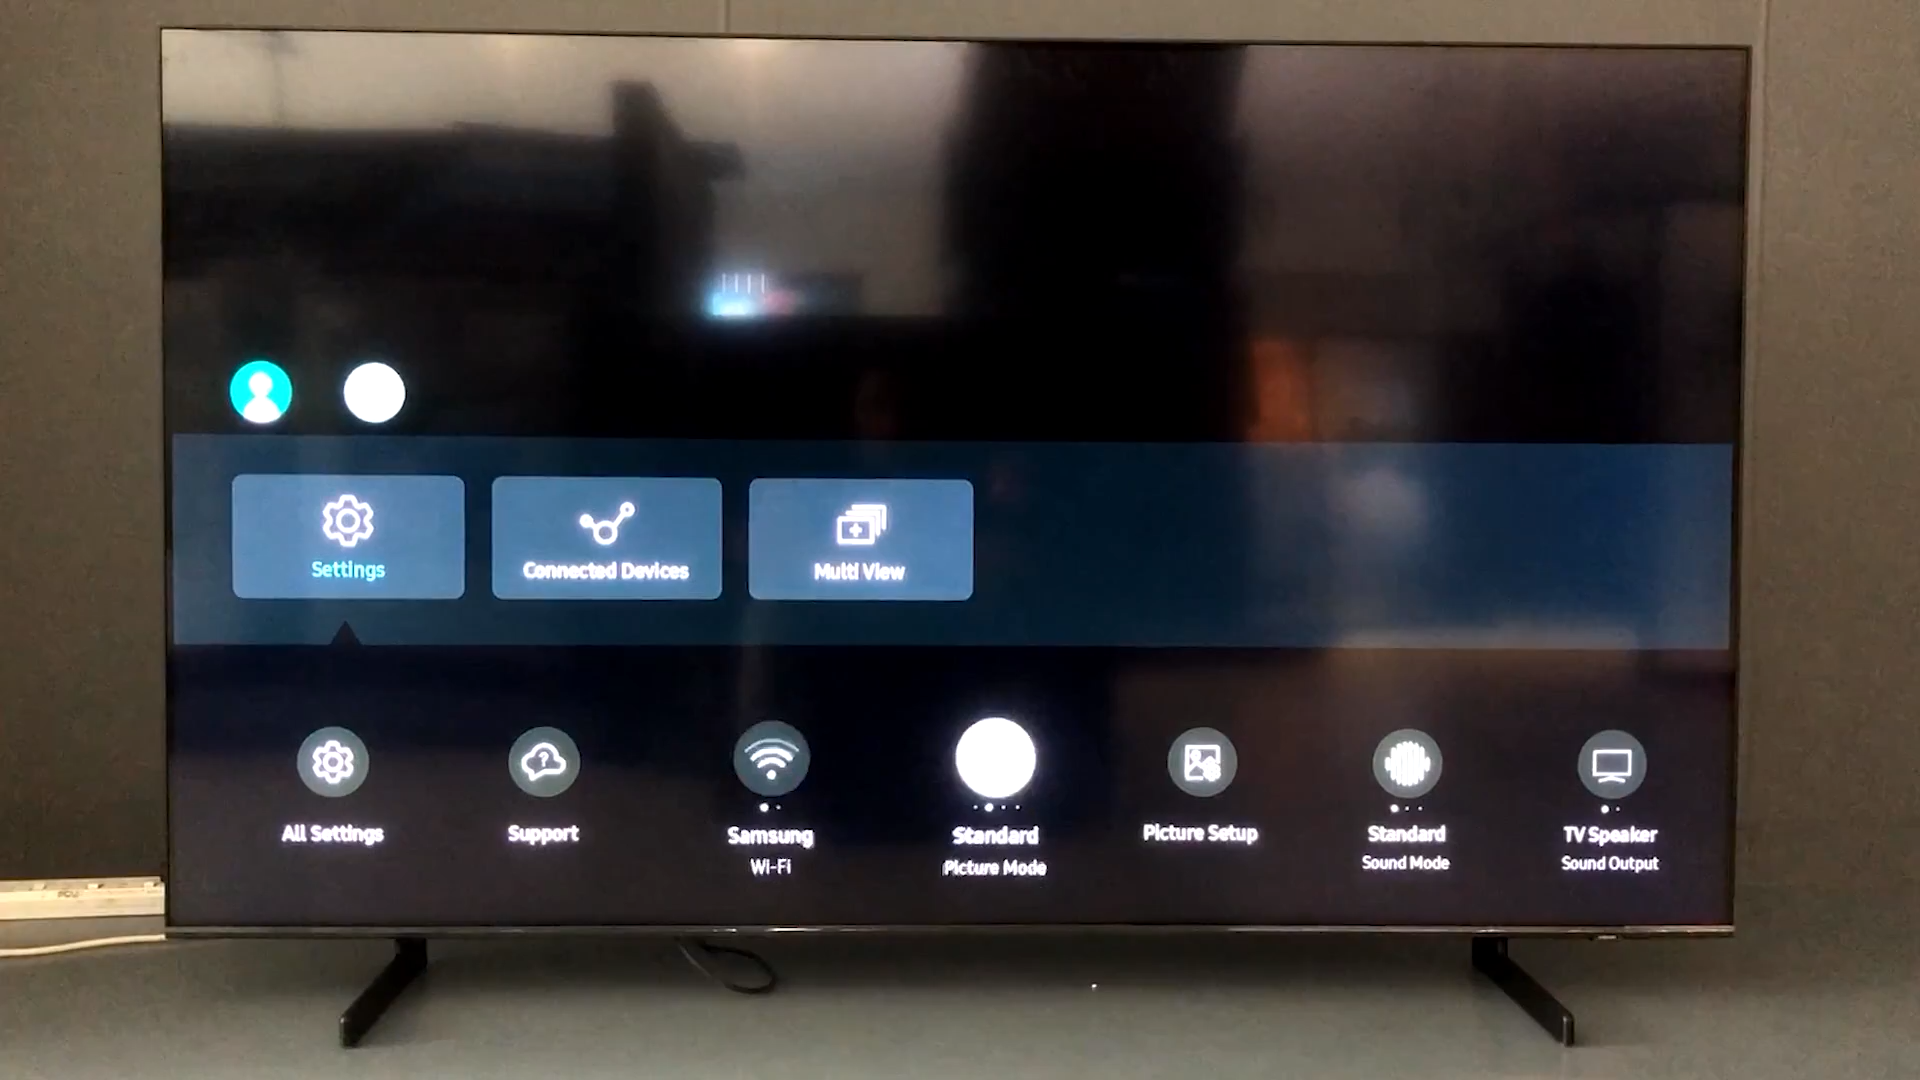 Settings
Connected Devices
Multi View
All Settings
Support
Samsung
Wi-Fi
Standard
Picture Mode
Picture Setup
Standard
Sound Mode
TV Speaker
Sound Output